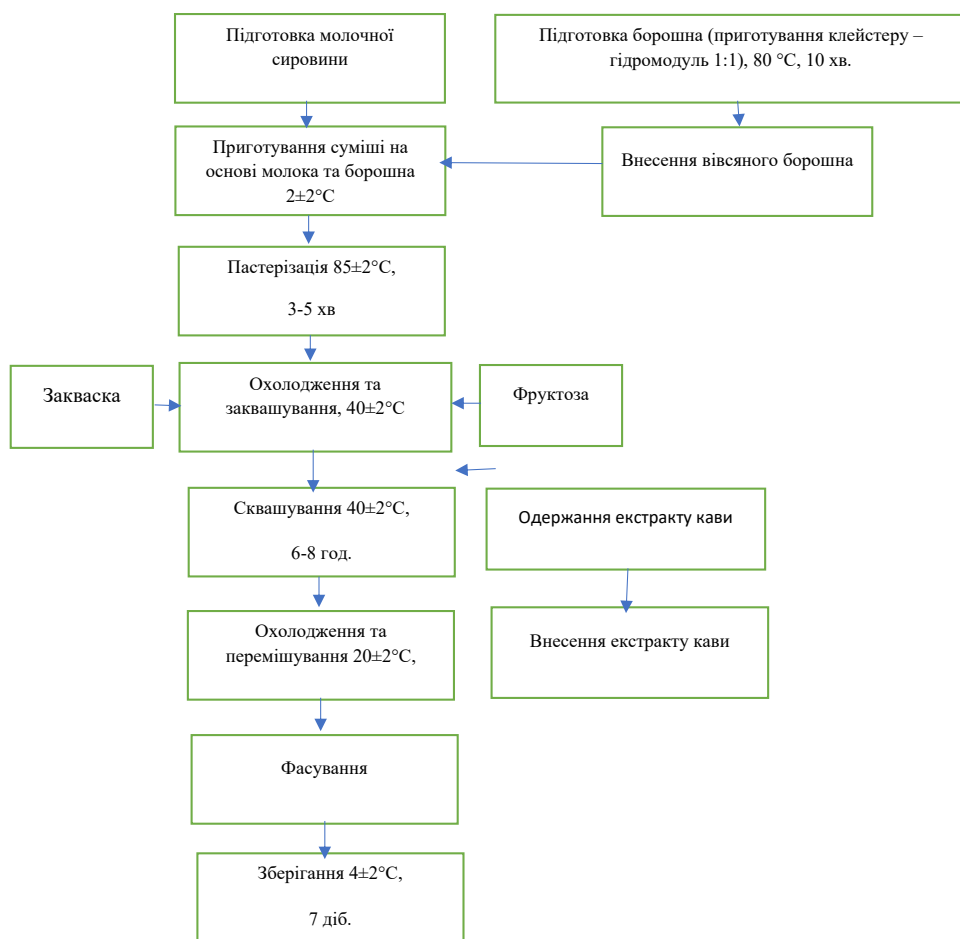 Підготовка молочної
сировини
Підготовка борошна (приготування клейстеру –
гідромодуль 1:1), 80 °С, 10 хв.
Приготування суміші на
основі молока та борошна
2±2°С
Внесення вівсяного борошна
Пастерізація 85±2°С,
3-5 хв
Закваска
Охолодження та
заквашування, 40±2°С
Фруктоза
Сквашування 40±2°С,
6-8 год.
Одержання екстракту кави
Охолодження та
перемішування 20±2°С,
Внесення екстракту кави
Фасування
Зберігання 4±2°С,
7 діб.